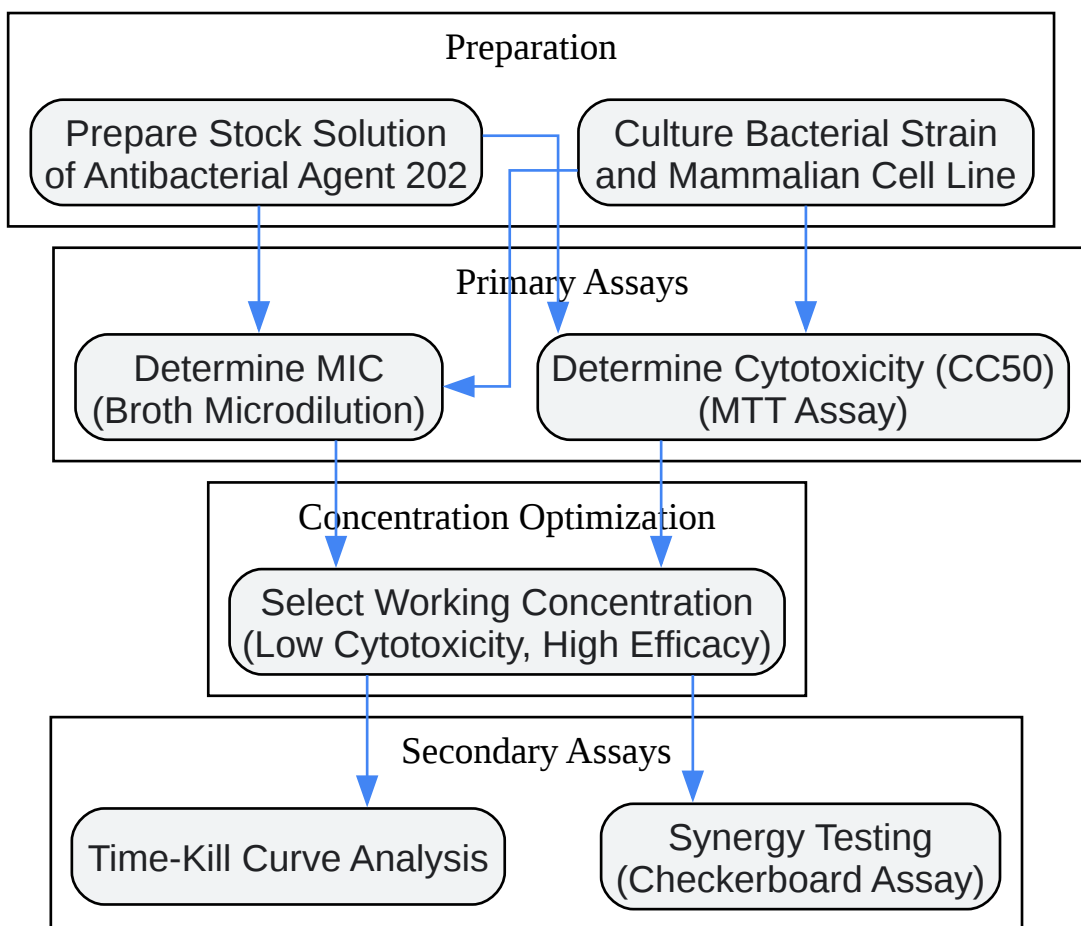 Preparation
Prepare Stock Solution
of Antibacterial Agent 202
Culture Bacterial Strain
and Mammalian Cell Line
Primary Assays
Determine MIC
(Broth Microdilution)
Determine Cytotoxicity (CC50)
(MTT Assay)
Concentration Optimization
Select Working Concentration
(Low Cytotoxicity, High Efficacy)
Secondary Assays
Time-Kill Curve Analysis
Synergy Testing
(Checkerboard Assay)